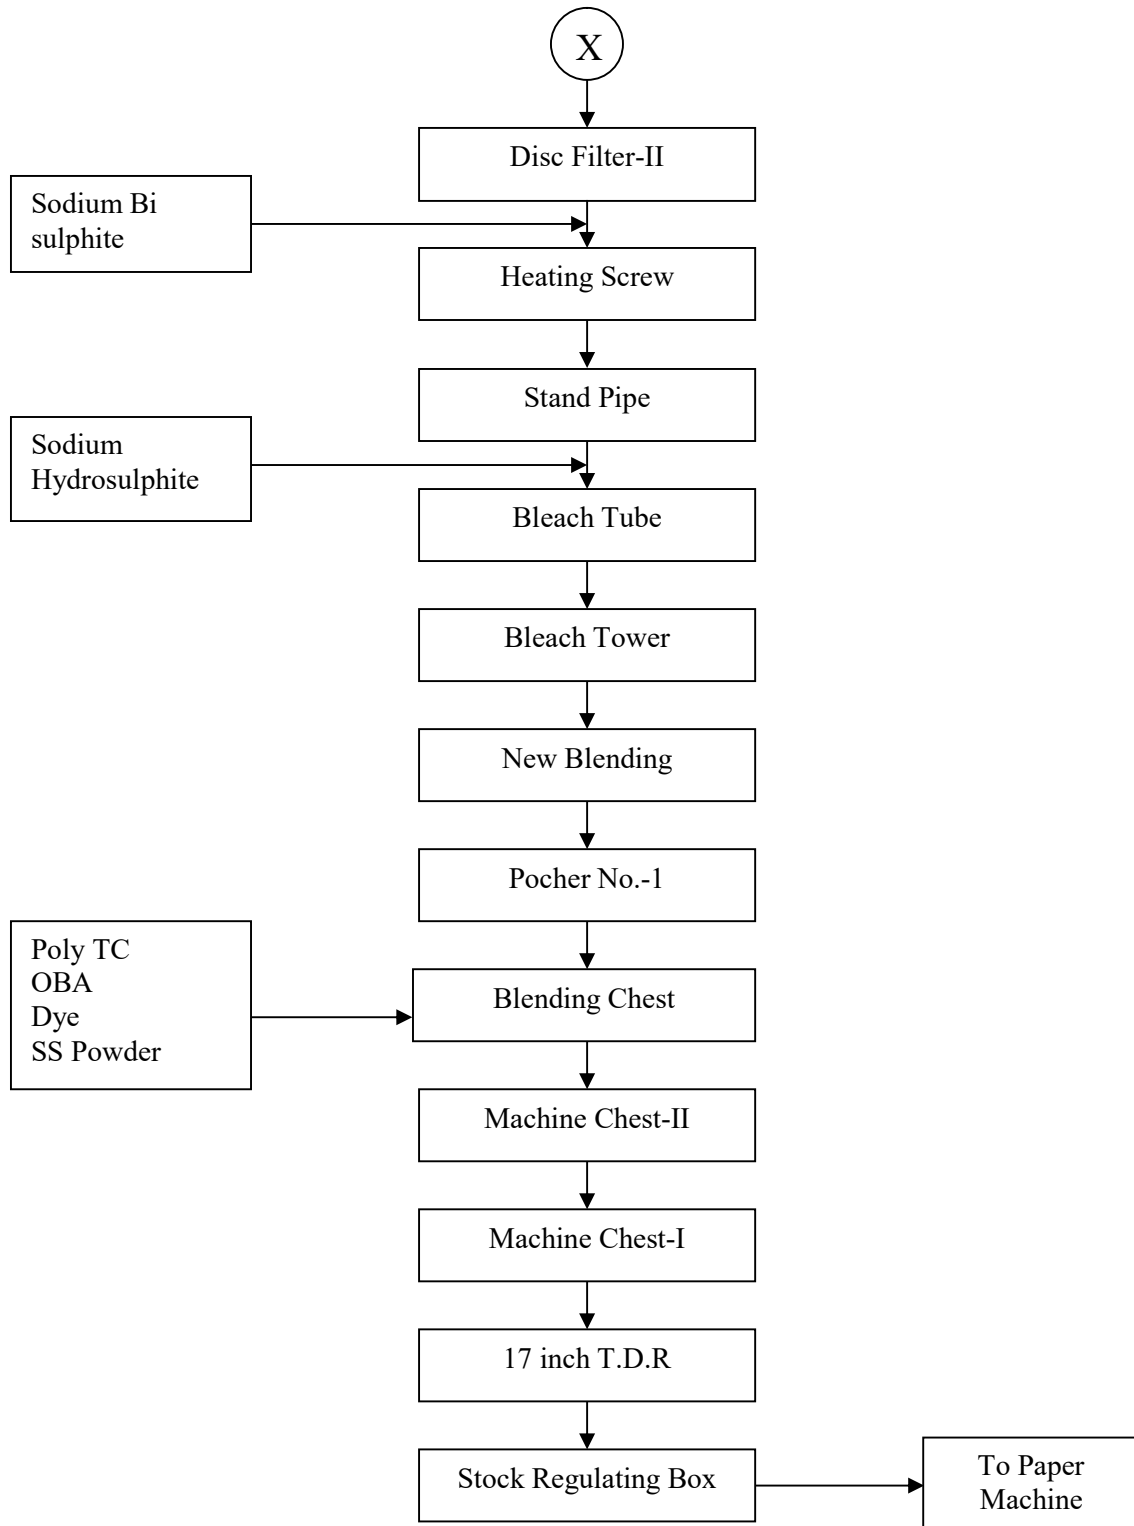 X
Disc Filter-II
Sodium Bi
sulphite
Heating Screw
Stand Pipe
Sodium
Hydrosulphite
Bleach Tube
Bleach Tower
New Blending
Pocher No.-1
Poly TC
OBA
Dye
SS Powder
Blending Chest
Machine Chest-II
Machine Chest-I
17 inch T.D.R
Stock Regulating Box
To Paper
Machine